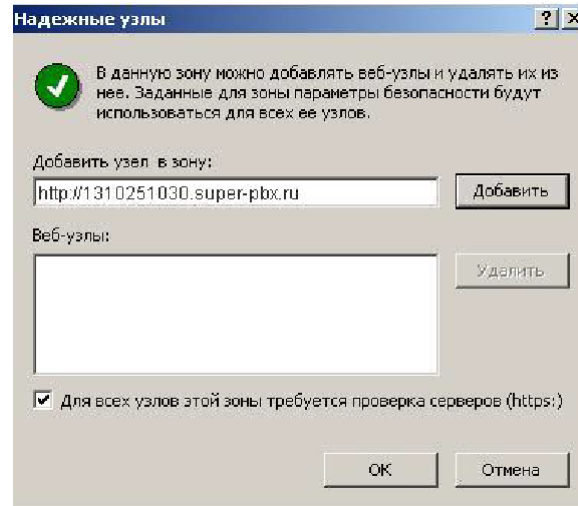 Надежные узлы
В данную зону можно добавлять веб-узлы и удалять их из
нее. Заданные для зоны параметры безопасности будут
использоваться для всех ее узлов.
Добавить узел в зону:
http://1310251030.super-pbx.ru
Добавить
Веб-узлы:
Удалить
Для всех узлов этой зоны требуется проверка серверов (https:)
OK
Отмена